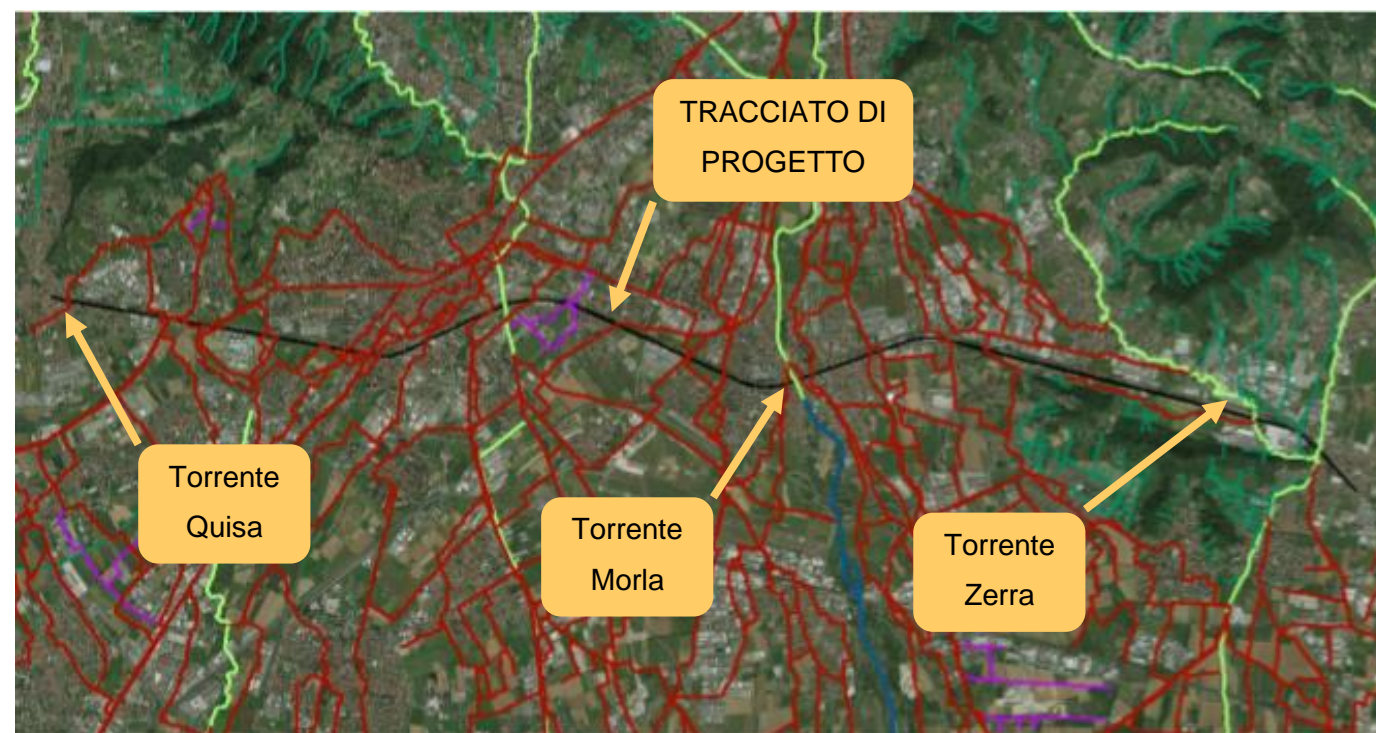 TRACCIATO DI
PROGETTO
Torrente
Quisa
Torrente
Morla
Torrente
Zerra